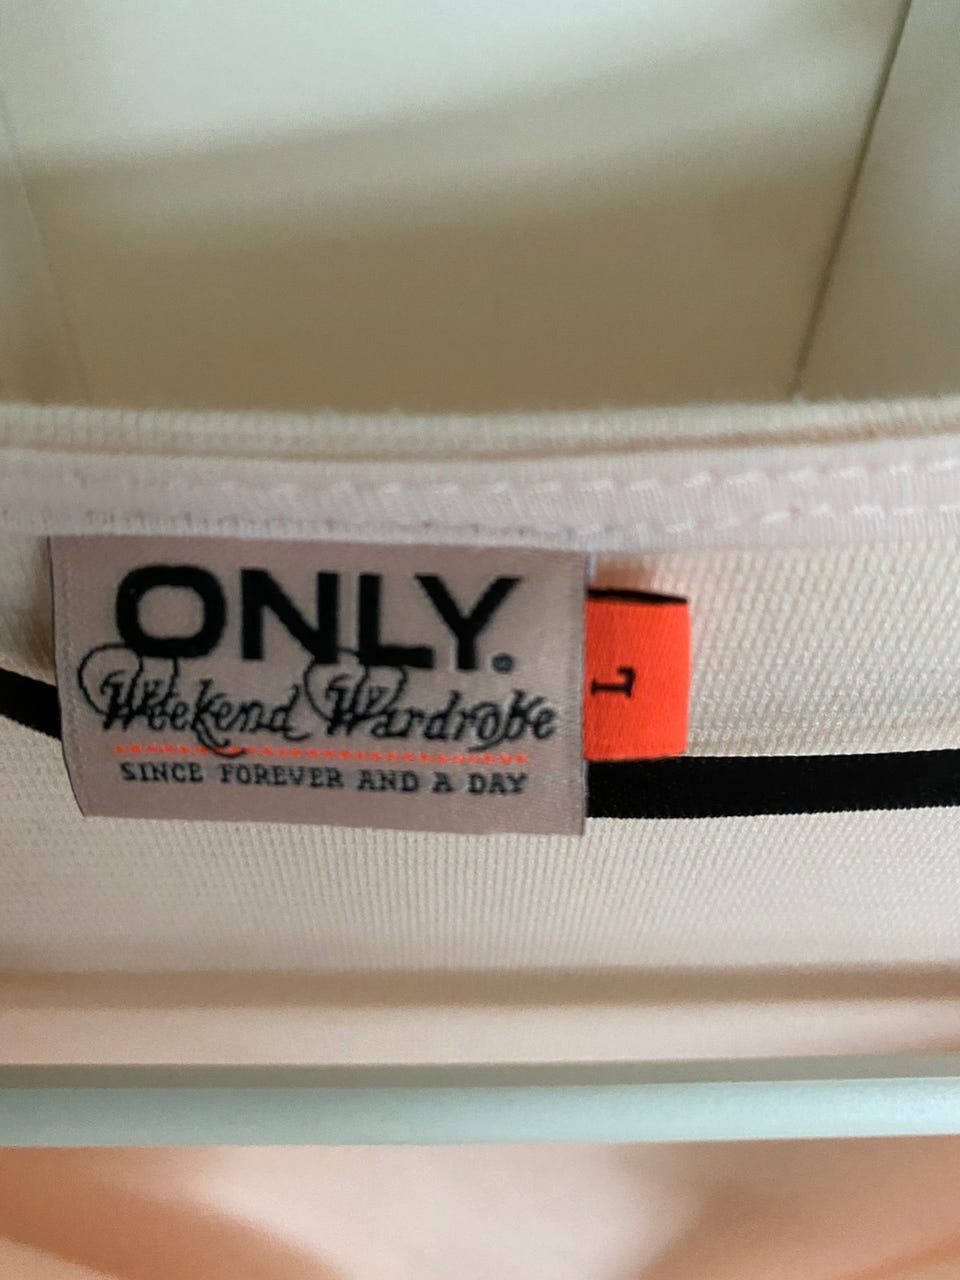 ONLY.®
Weekend Wardrobe
SINCE FOREVER AND A DAY
L